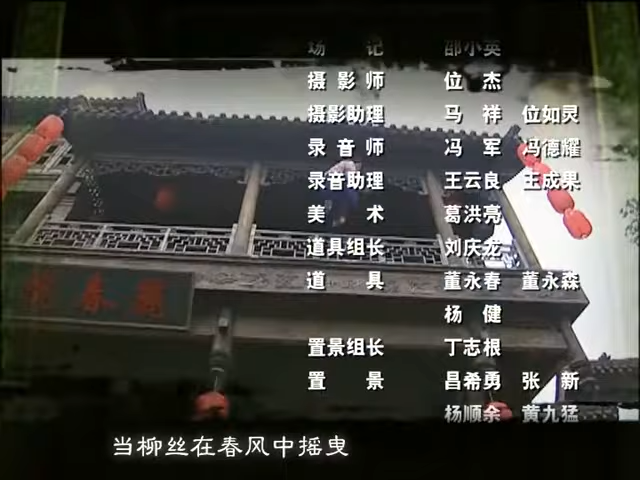 场 记 邵小英
摄 影 师 位 杰
摄影助理 马 祥 位如灵
录 音 师 冯 军 冯德耀
录音助理 王云良 王成果
美 术 葛洪亮
道具组长 刘庆龙
道 具 董永春 董永森
杨 健
置景组长 丁志根
置 景 昌希勇 张 新
杨顺余 黄九猛
当柳丝在春风中摇曳